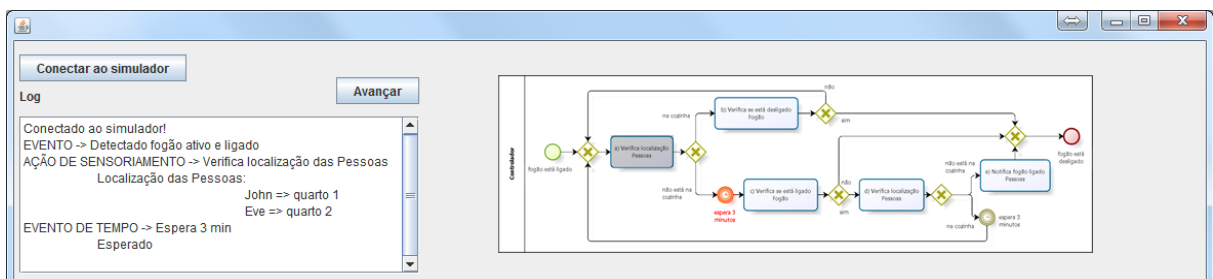 Conectar ao simulador
Log
Avançar
Conectado ao simulador!
EVENTO -> Detectado fogão ativo e ligado
AÇÃO DE SENSORIAMENTO -> Verifica localização das Pessoas
Localização das Pessoas:
John => quarto 1
Eve => quarto 2
EVENTO DE TEMPO -> Espera 3 min
Esperado
Controlador
fogão está ligado
a) Verifica localização
Pessoas
na cozinha
b) Verifica se está desligado
Fogão
não
sim
não está na
cozinha
espera 3
minutos
c) Verifica se está ligado
Fogão
não
sim
d) Verifica localização
Pessoas
não está na
cozinha
e) Notifica fogão ligado
Pessoas
na cozinha
espera 3
minutos
fogão está
desligado